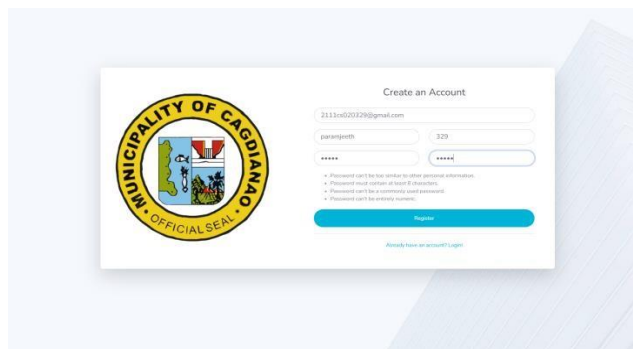 MUNICIPALITY OF CAGDIANAO
OFFICIAL SEAL
Create an Account
2111cs020329@gmail.com
paramjeeth
329
•••••
•••••
Password can't be too similar to other personal information.
Password must contain at least 8 characters.
Password can't be a commonly used password.
Password can't be entirely numeric.
Register
Already have an account? Login!